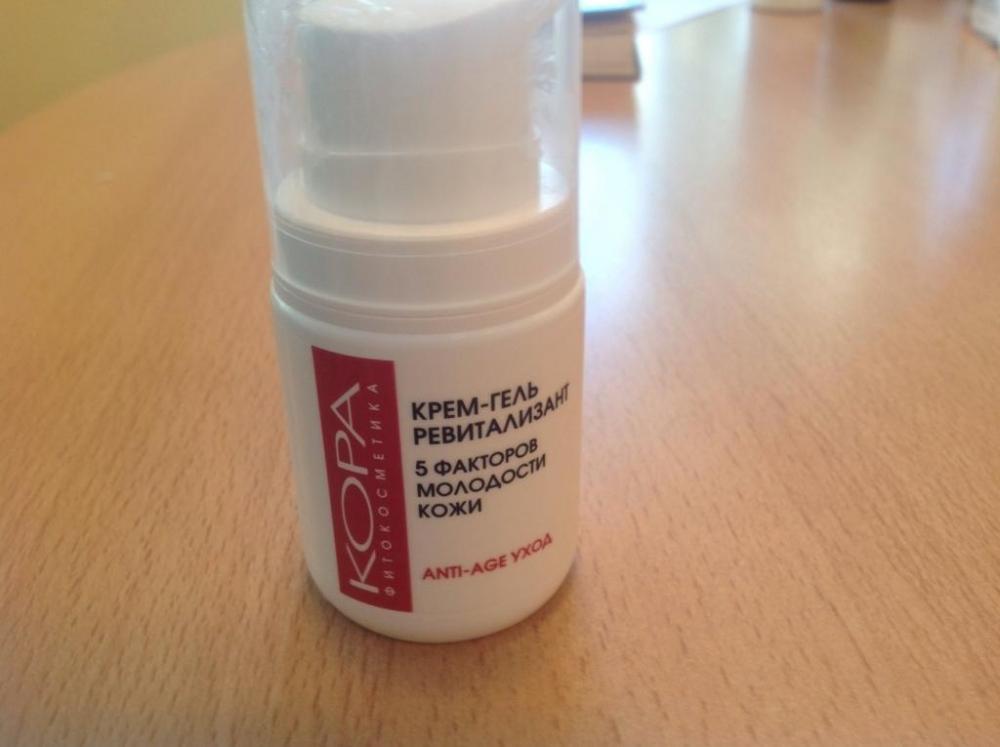 КОРА
ФИТОКОСМЕТИКА
КРЕМ-ГЕЛЬ
РЕВИТАЛИЗАНТ
5 ФАКТОРОВ
МОЛОДОСТИ
КОЖИ
ANTI-AGE УХОД